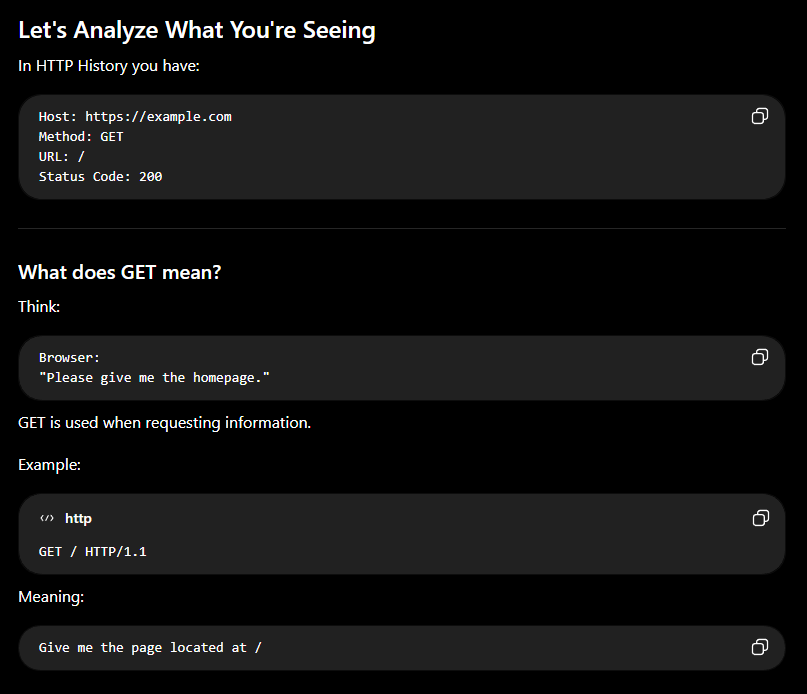 Let's Analyze What You're Seeing
In HTTP History you have:
Host: https://example.com
Method: GET
URL: /
Status Code: 200
What does GET mean?
Think:
Browser:
"Please give me the homepage."
GET is used when requesting information.
Example:
http
GET / HTTP/1.1
Meaning:
Give me the page located at /